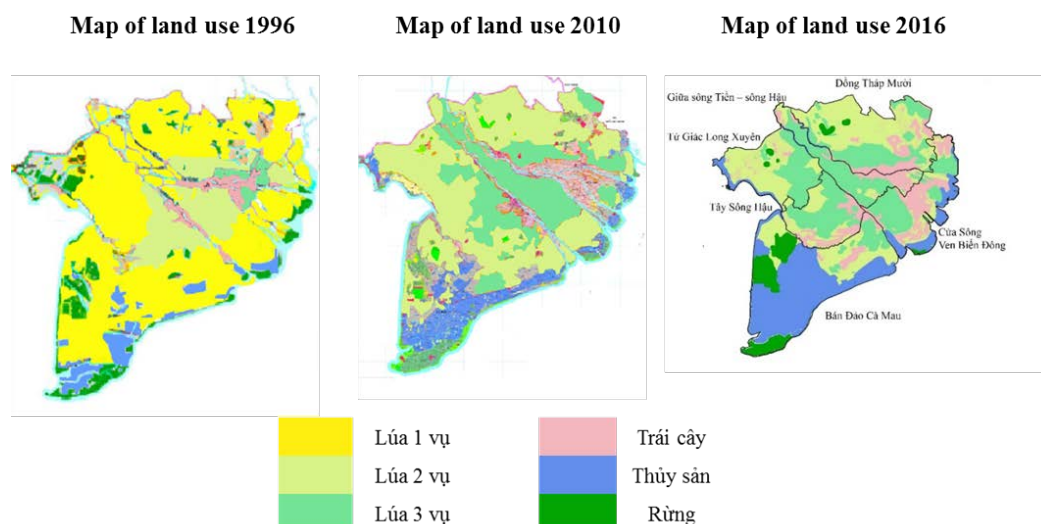 Map of land use 1996
Map of land use 2010
Map of land use 2016
Đồng Tháp Mười
Giữa sông Tiền – sông Hậu
Tứ Giác Long Xuyên
Tây Sông Hậu
Cửa Sông
Ven Biển Đông
Bán Đảo Cà Mau
Lúa 1 vụ
Trái cây
Lúa 2 vụ
Thủy sản
Lúa 3 vụ
Rừng